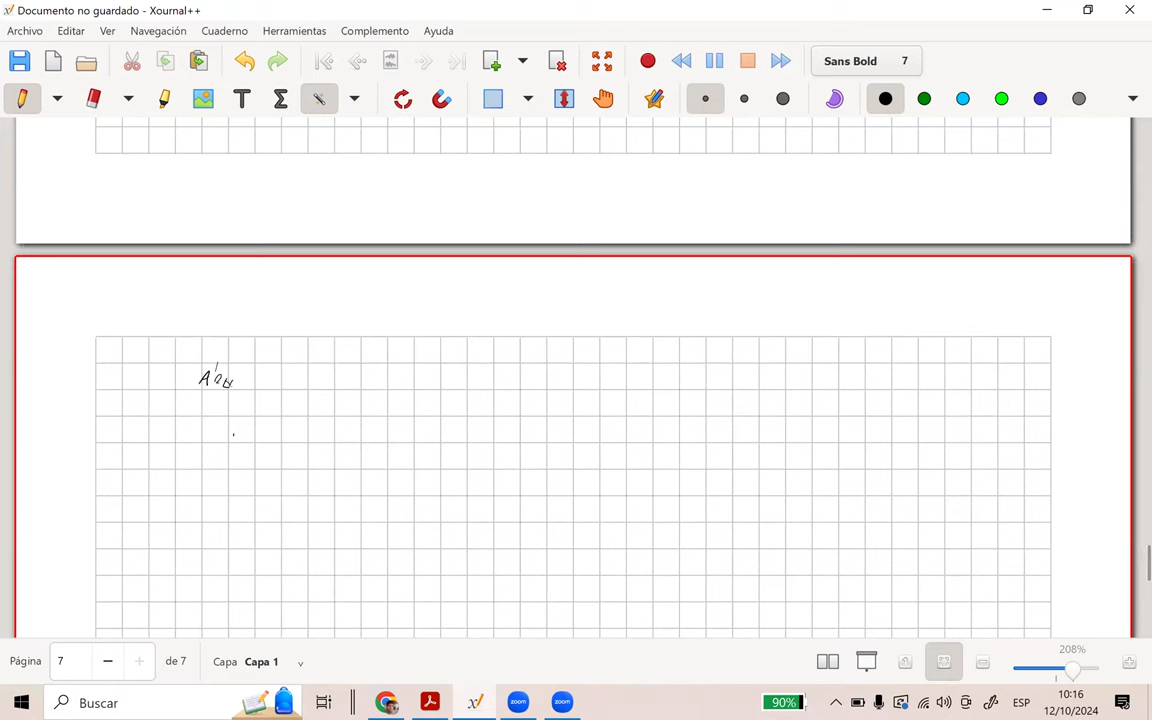 Documento no guardado - Xournal++
Archivo Editar Ver Navegación Cuaderno Herramientas Complemento Ayuda
Sans Bold 7
Página 7 de 7 Capa Capa 1 208%
Buscar 90% ESP 10:16
12/10/2024